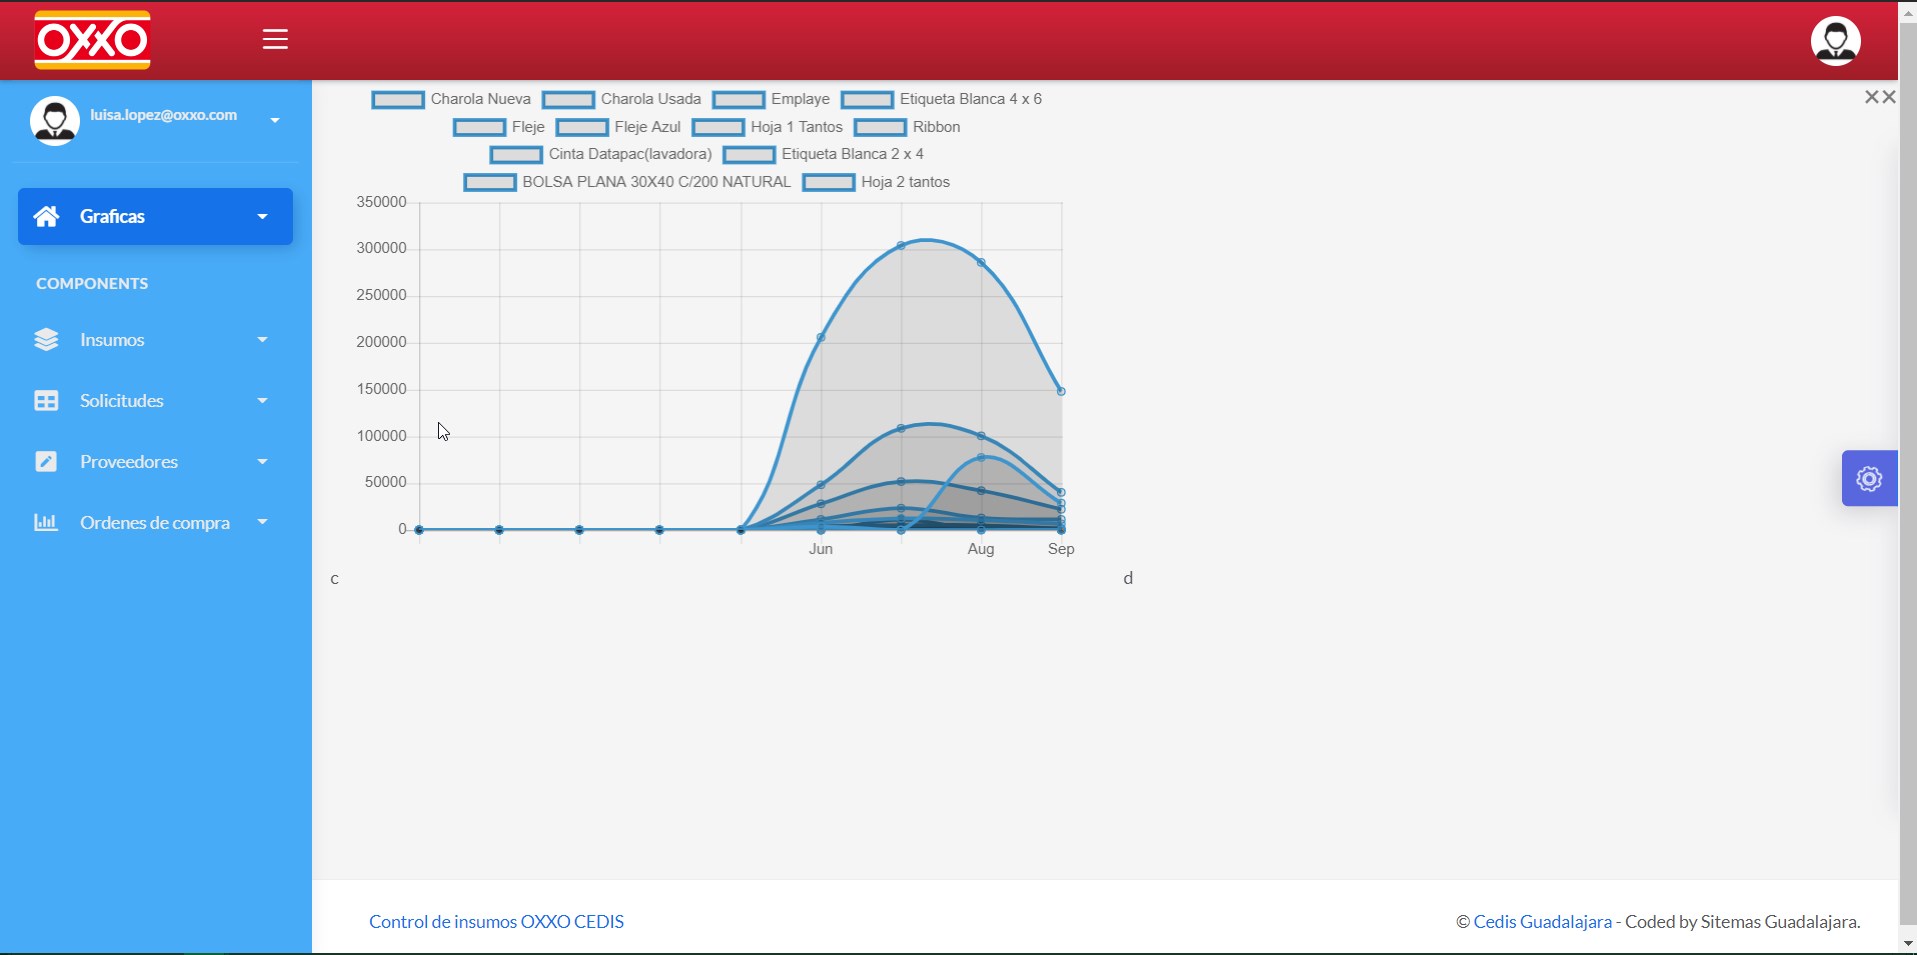 OXXO
luisa.lopez@oxxo.com
Graficas
COMPONENTS
Insumos
Solicitudes
Proveedores
Ordenes de compra
Charola Nueva Charola Usada Emplaye Etiqueta Blanca 4 x 6
Fleje Fleje Azul Hoja 1 Tantos Ribbon
Cinta Datapac(lavadora) Etiqueta Blanca 2 x 4
BOLSA PLANA 30X40 C/200 NATURAL Hoja 2 tantos
350000
300000
250000
200000
150000
100000
50000
0
Jun Aug Sep
c d
Control de insumos OXXO CEDIS
© Cedis Guadalajara - Coded by Sitemas Guadalajara.